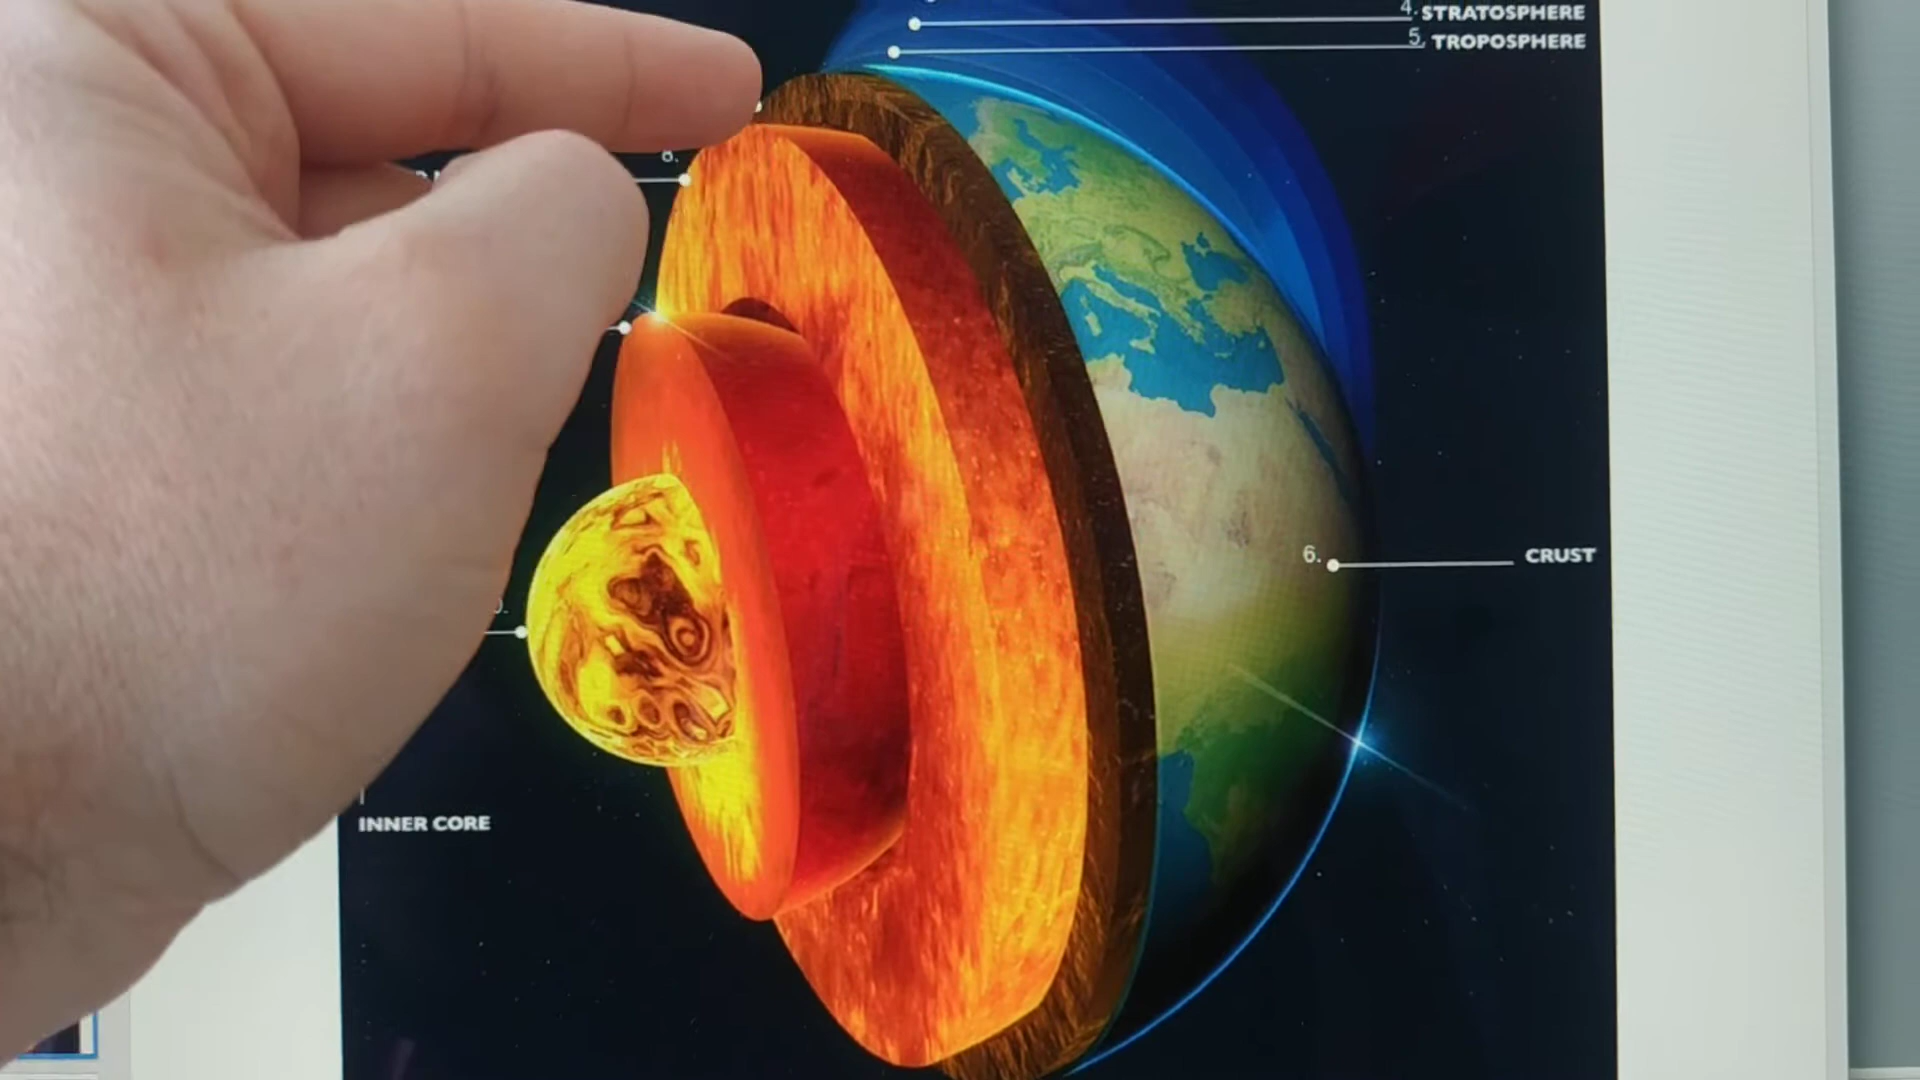 4. STRATOSPHERE
5. TROPOSPHERE
8.
6. CRUST
INNER CORE